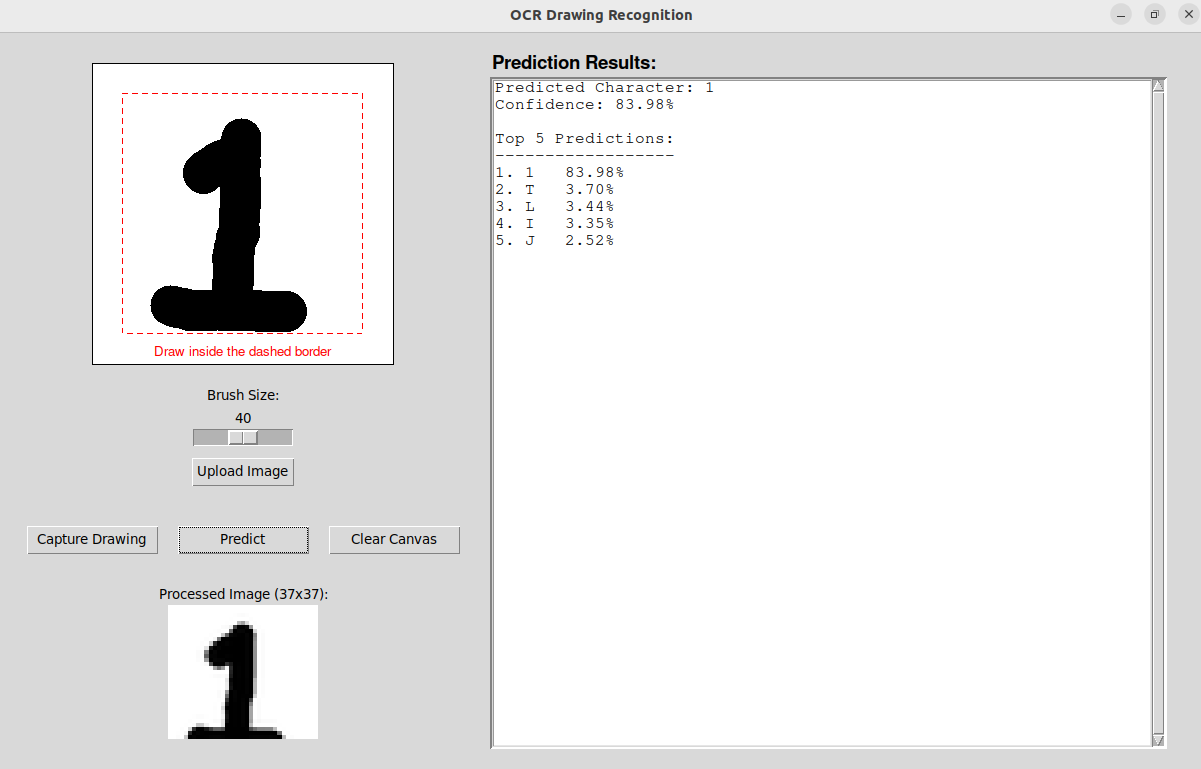 OCR Drawing Recognition
1
Draw inside the dashed border
Brush Size:
40
Upload Image
Capture Drawing
Predict
Clear Canvas
Processed Image (37x37):
1
Prediction Results:
Predicted Character: 1
Confidence: 83.98%
Top 5 Predictions:
------------------
1. 1 83.98%
2. T 3.70%
3. L 3.44%
4. I 3.35%
5. J 2.52%